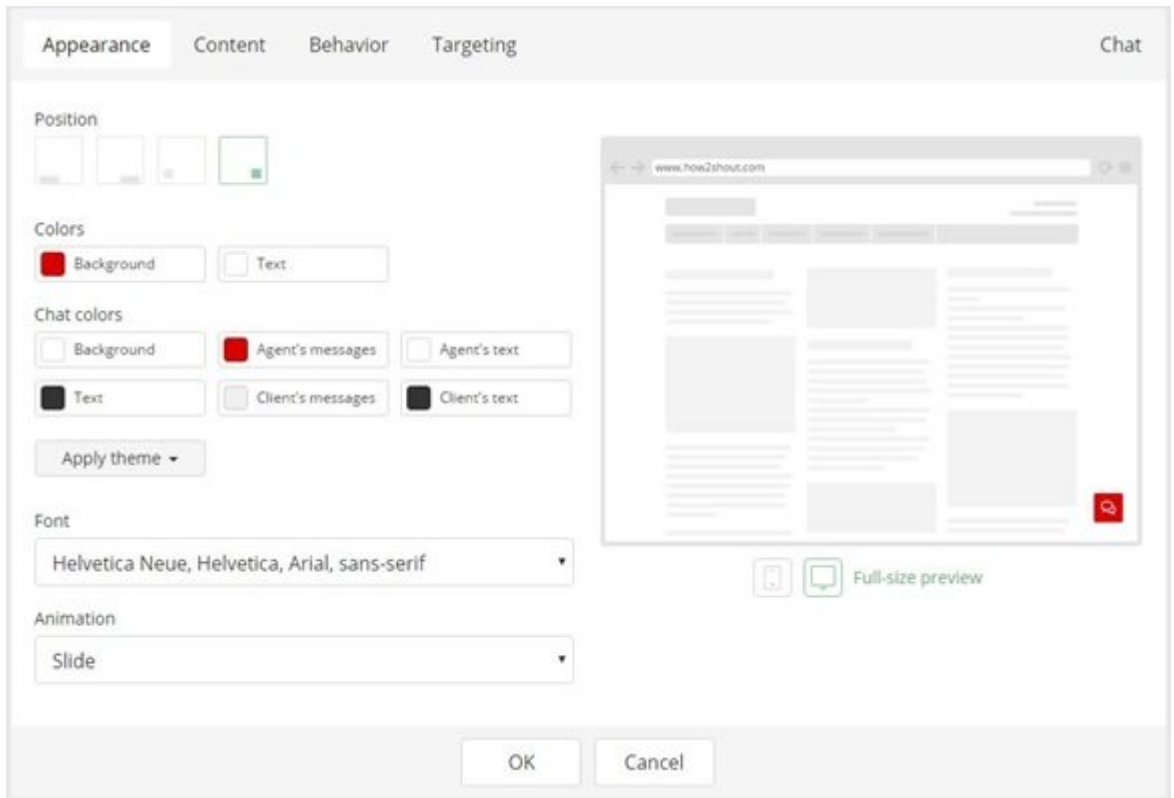 Appearance Content Behavior Targeting Chat
Position
www.how2shout.com
Colors
Background Text
Chat colors
Background Agent's messages Agent's text
Text Client's messages Client's text
Apply theme
Font
Helvetica Neue, Helvetica, Arial, sans-serif
Full-size preview
Animation
Slide
OK Cancel